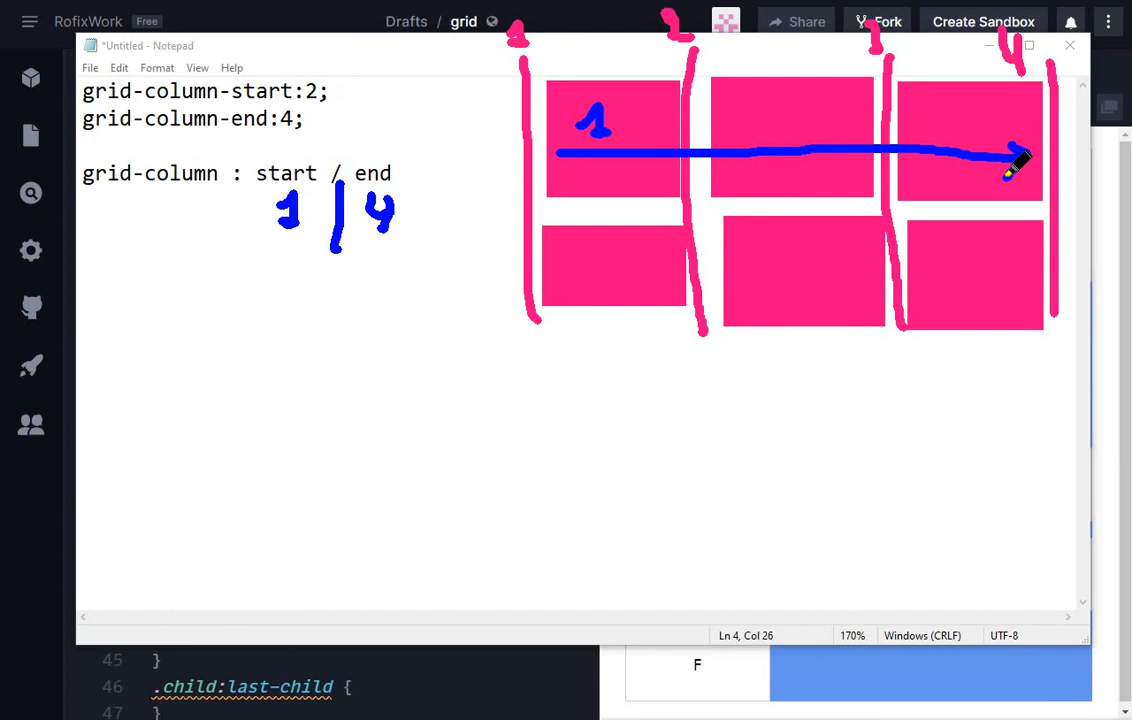 RofixWork Free Drafts / grid Share Fork Create Sandbox
*Untitled - Notepad
File Edit Format View Help
1 2 3 4
grid-column-start:2;
grid-column-end:4;
1
grid-column : start / end
1 | 4
Ln 4, Col 26 170% Windows (CRLF) UTF-8
45 }
46 .child:last-child {
47 }
F